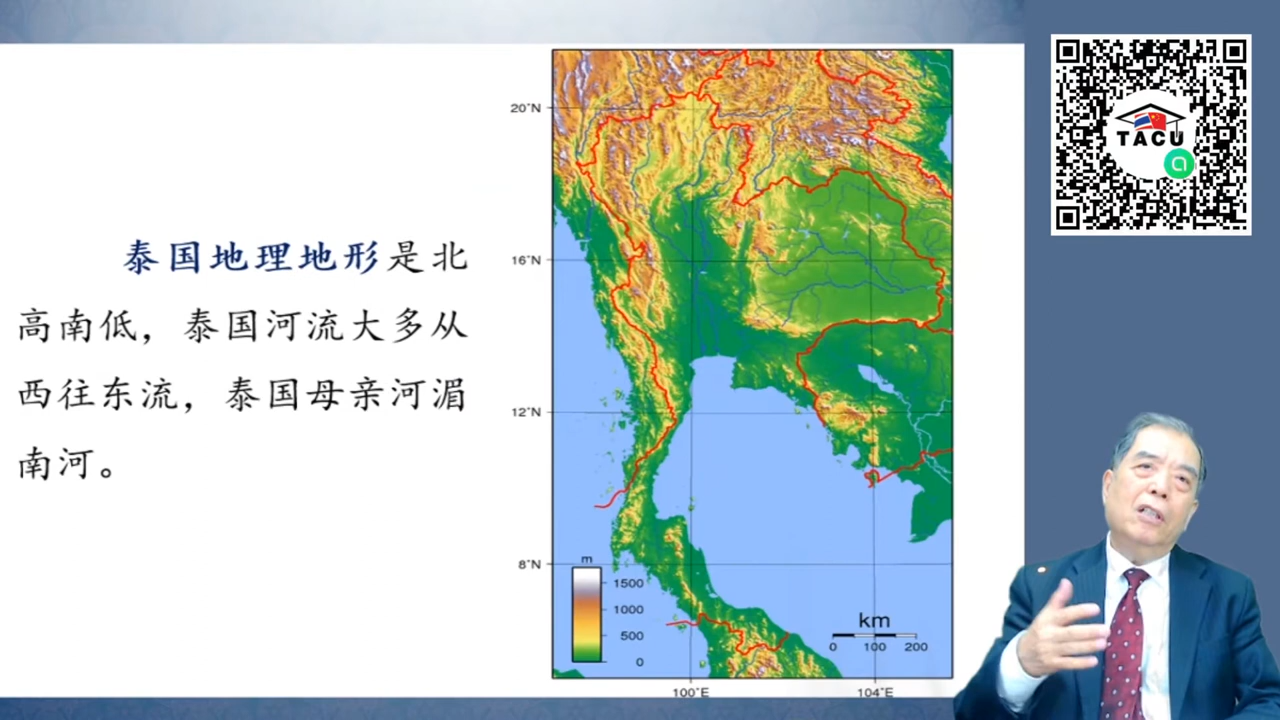 泰国地理地形是北
高南低，泰国河流大多从
西往东流，泰国母亲河湄
南河。
20°N
16°N
12°N
8°N
m
1500
1000
500
0
km
0 100 200
100°E 104°E
TACU
a